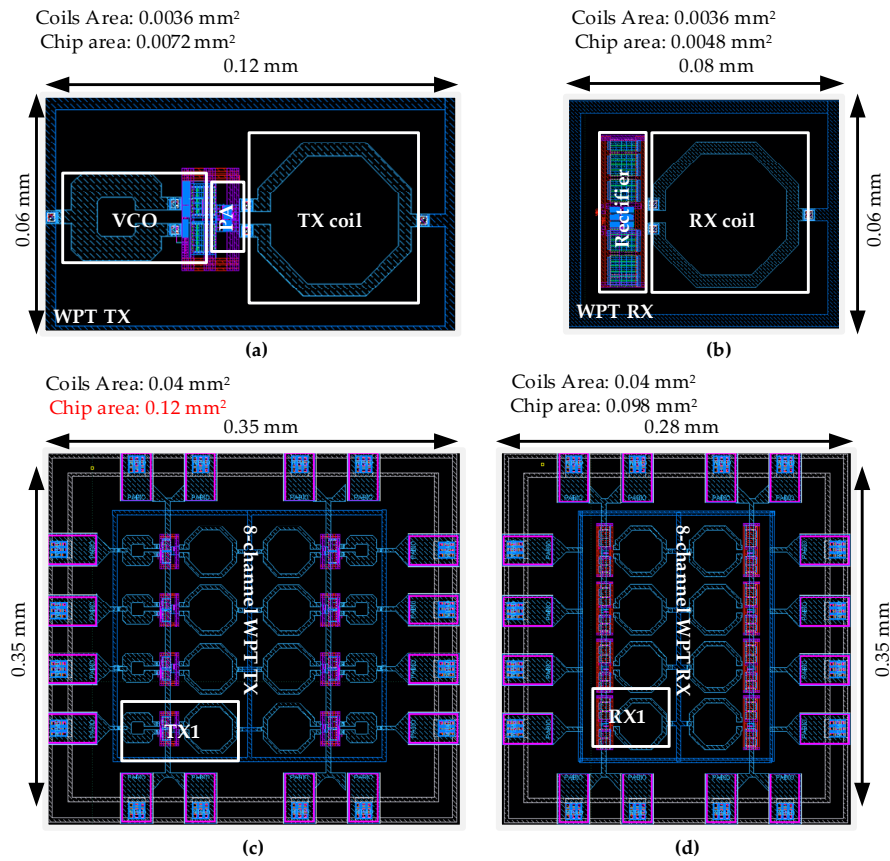 Coils Area: 0.0036 mm²
Chip area: 0.0072 mm²
0.12 mm
0.06 mm
VCO
PA
TX coil
WPT TX
(a)
Coils Area: 0.0036 mm²
Chip area: 0.0048 mm²
0.08 mm
Rectifier
RX coil
0.06 mm
WPT RX
(b)
Coils Area: 0.04 mm²
Chip area: 0.12 mm²
0.35 mm
0.35 mm
8-channel WPT TX
TX1
(c)
Coils Area: 0.04 mm²
Chip area: 0.098 mm²
0.28 mm
8-channel WPT RX
RX1
0.35 mm
(d)